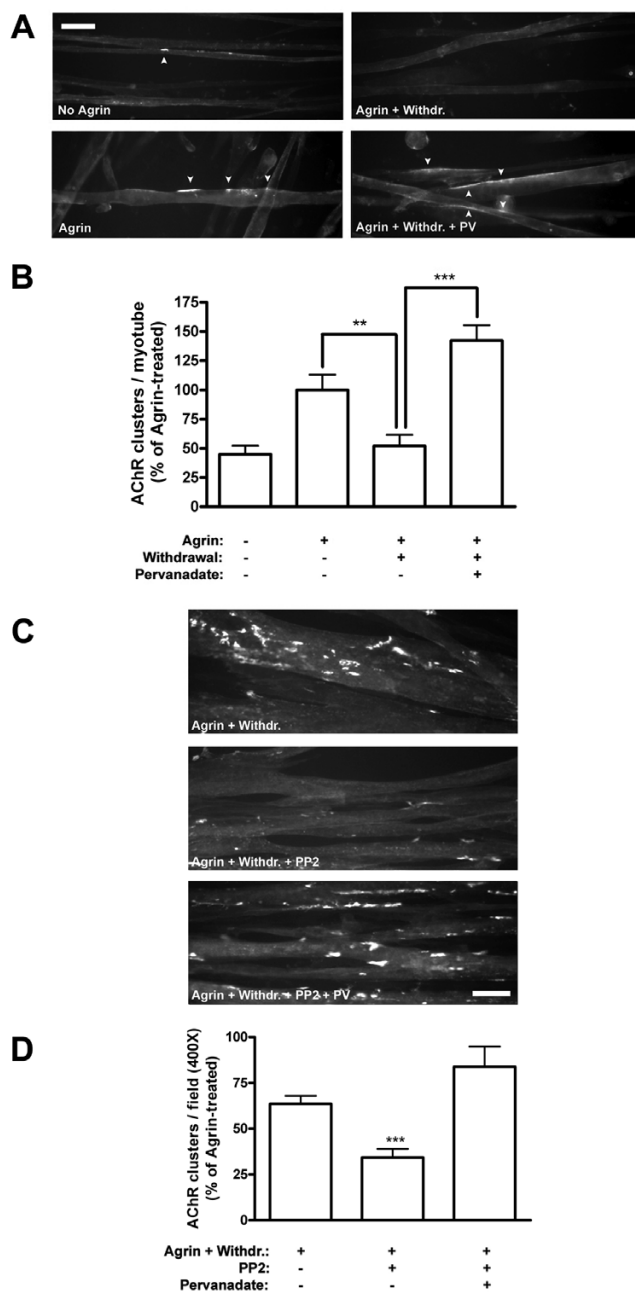 A
No Agrin
Agrin + Withdr.
Agrin
Agrin + Withdr. + PV
B
AChR clusters / myotube
(% of Agrin-treated)
175
150
125
100
75
50
25
0
**
***
Agrin: - + + +
Withdrawal: - - + +
Pervanadate: - - - +
C
Agrin + Withdr.
Agrin + Withdr. + PP2
Agrin + Withdr. + PP2 + PV
D
AChR clusters / field (400X)
(% of Agrin-treated)
100
75
50
25
0
***
Agrin + Withdr.: + + +
PP2: - + +
Pervanadate: - - +